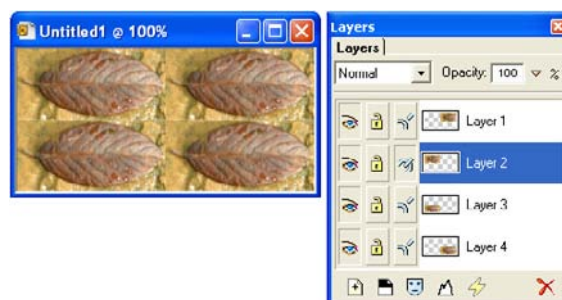 Untitled1 @ 100%
Layers
Layers
Normal Opacity: 100 %
Layer 1
Layer 2
Layer 3
Layer 4